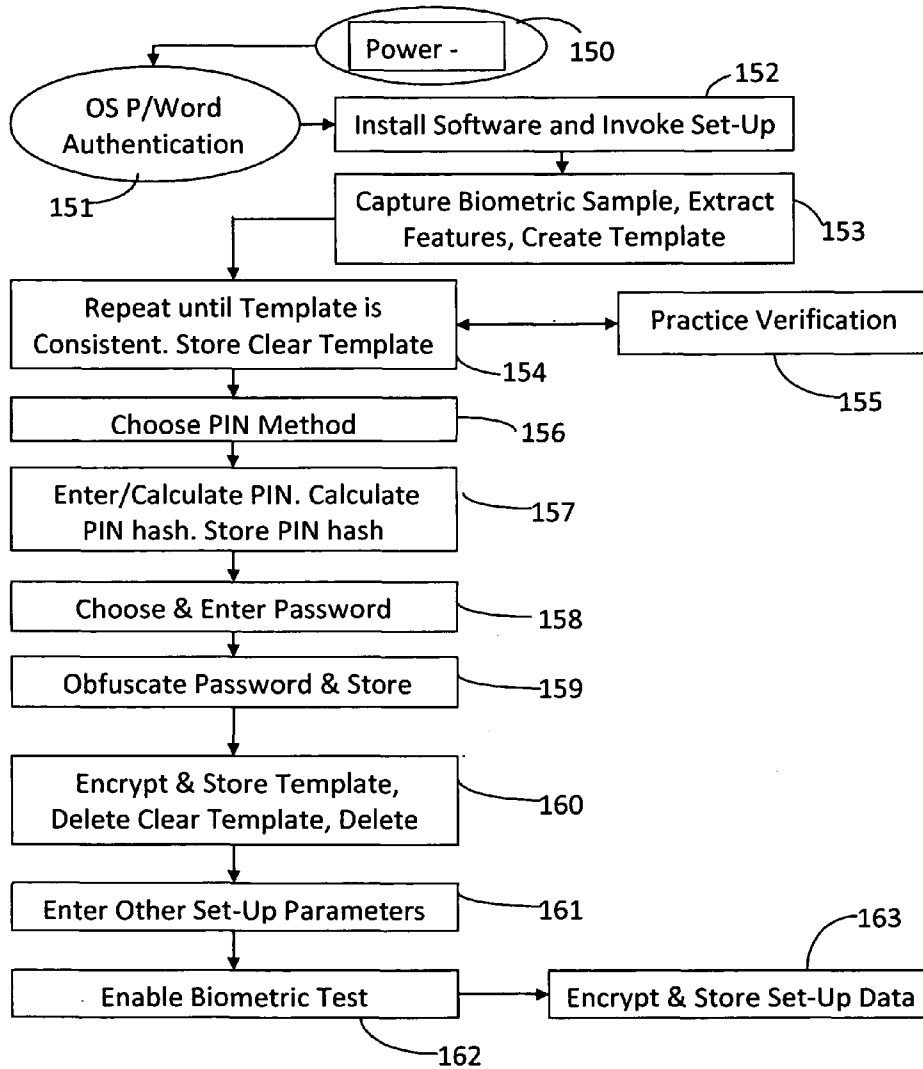 Power -
150
OS P/Word
Authentication
151
152
Install Software and Invoke Set-Up
Capture Biometric Sample, Extract
Features, Create Template
153
Repeat until Template is
Consistent. Store Clear Template
154
Practice Verification
155
Choose PIN Method
156
Enter/Calculate PIN. Calculate
PIN hash. Store PIN hash
157
Choose & Enter Password
158
Obfuscate Password & Store
159
Encrypt & Store Template,
Delete Clear Template, Delete
160
Enter Other Set-Up Parameters
161
Enable Biometric Test
162
163
Encrypt & Store Set-Up Data